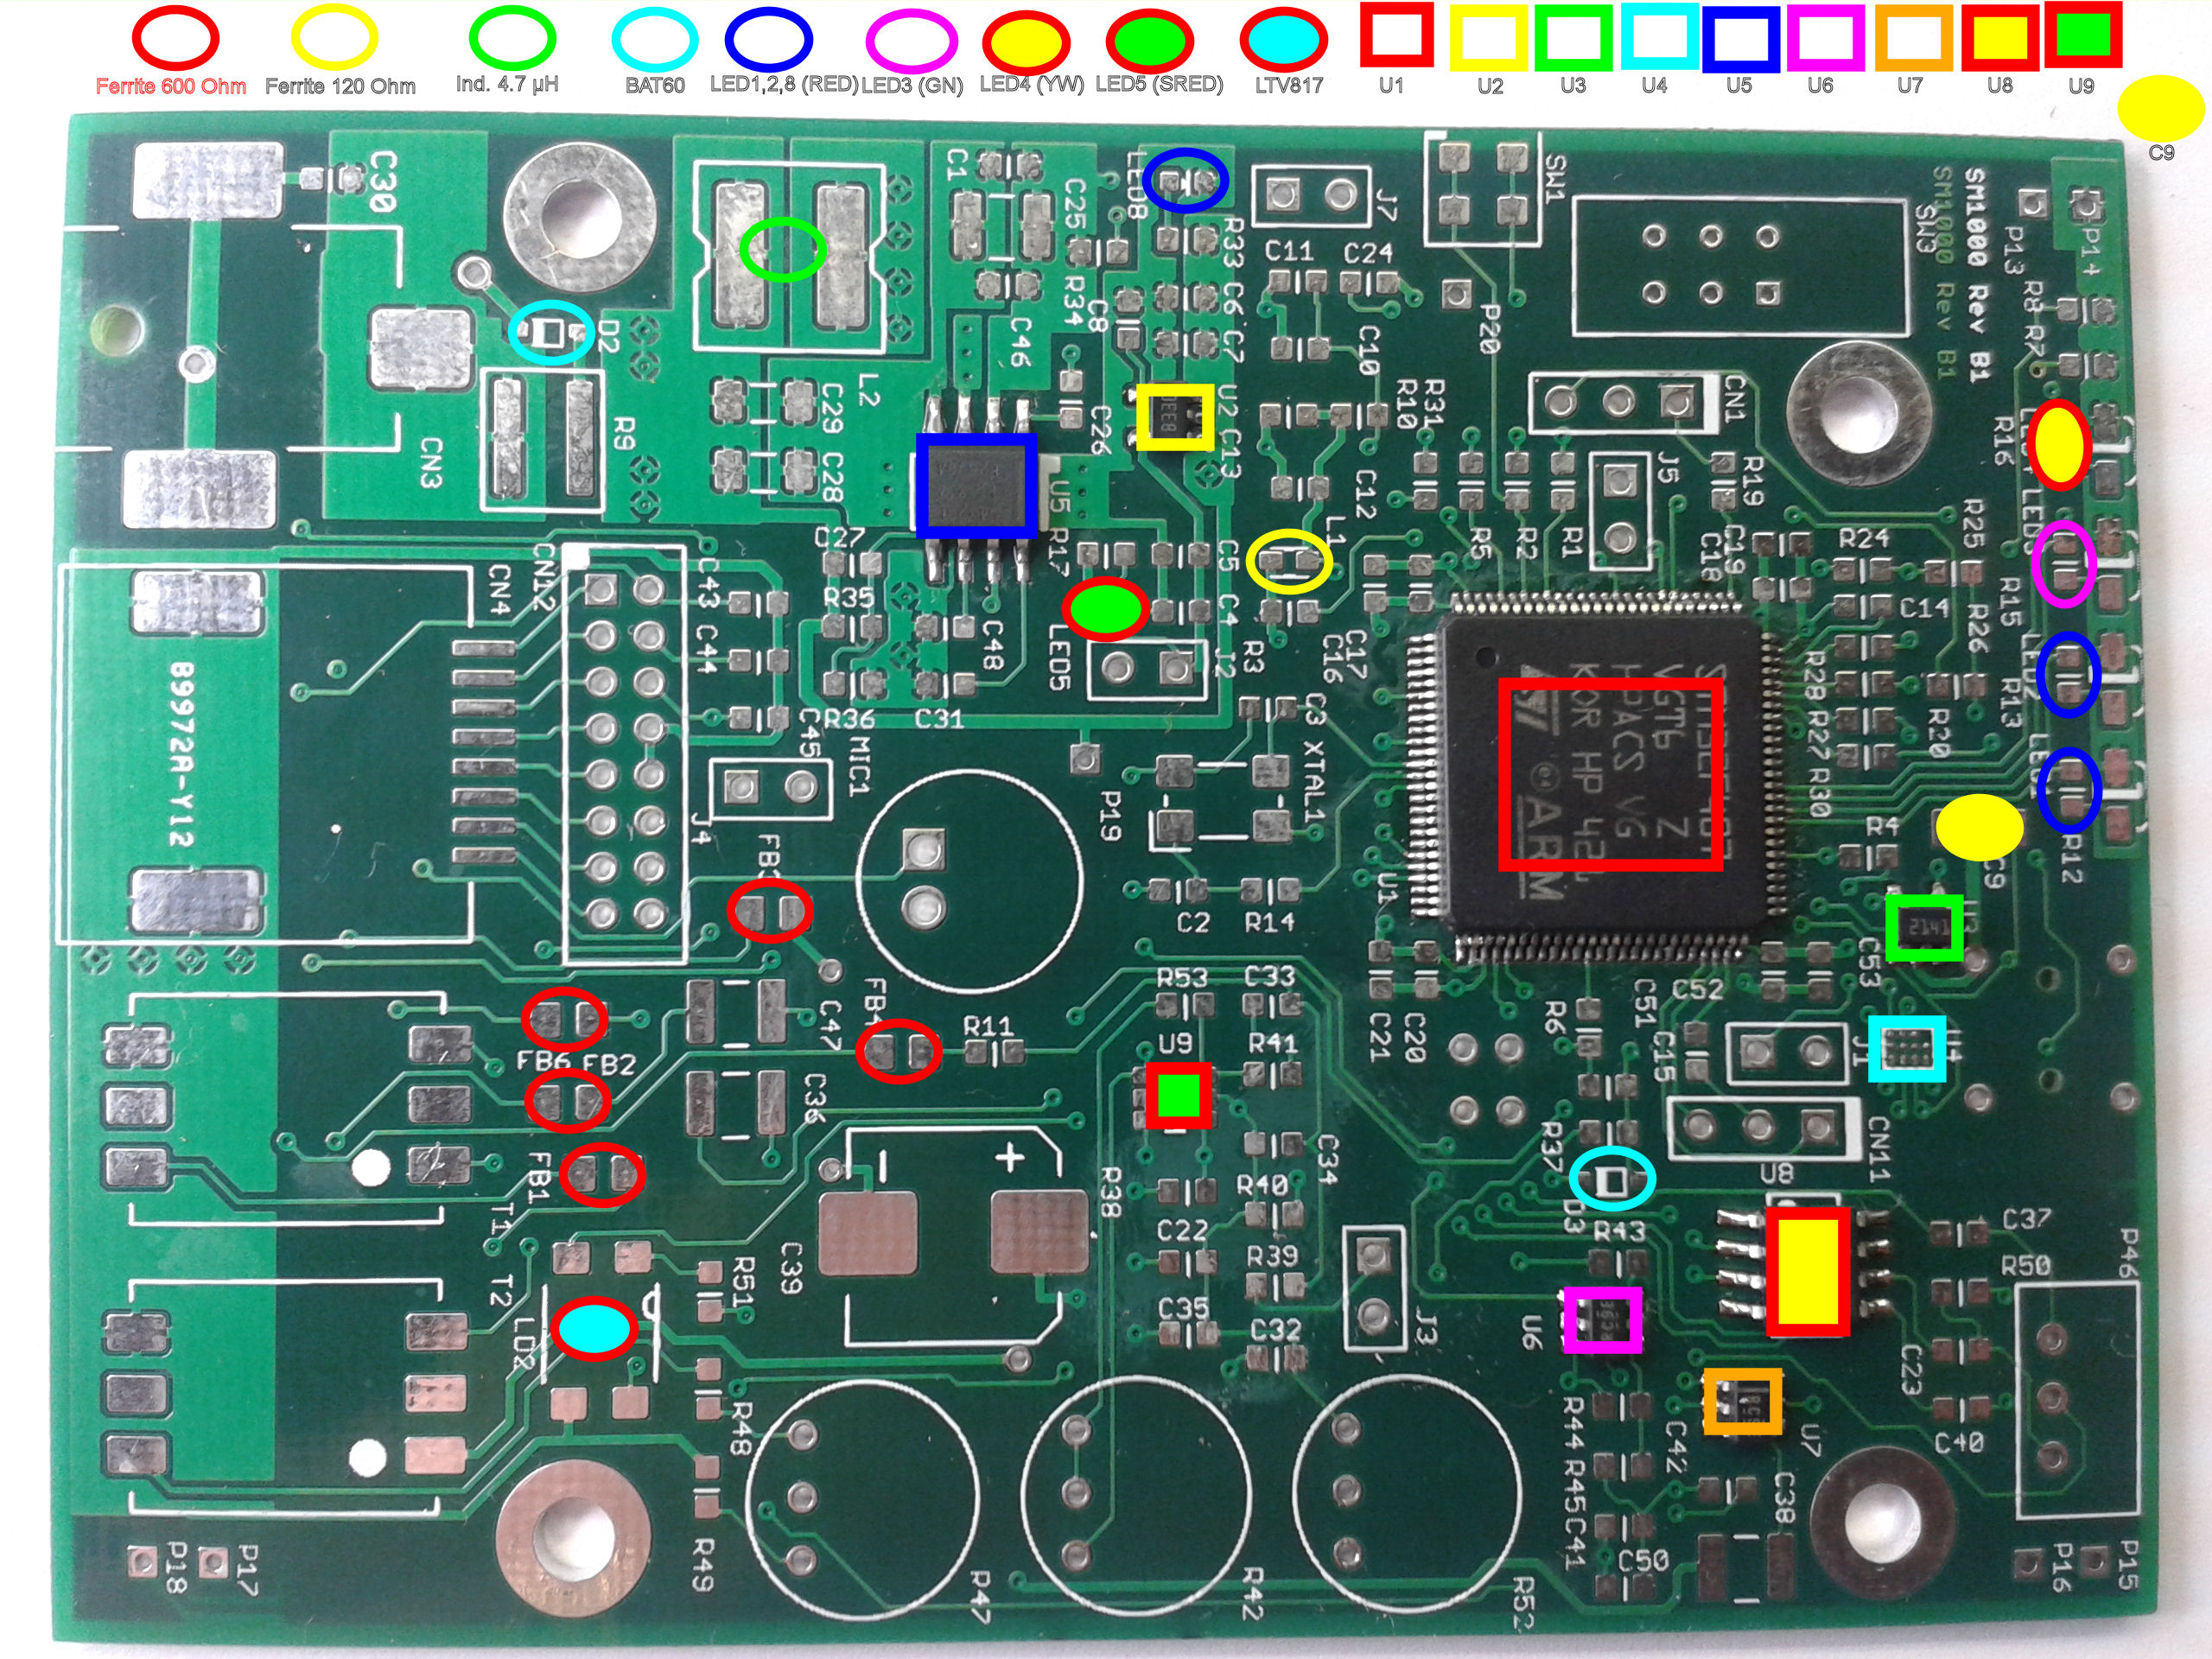 Ferrite 600 Ohm
Ferrite 120 Ohm
Ind. 4.7 µH
BAT60
LED1,2,8 (RED)
LED3 (GN)
LED4 (YW)
LED5 (SRED)
LTV817
U1
U2
U3
U4
U5
U6
U7
U8
U9
C9
P18
P17
B9972A-Y12
C30
CN3
T2
T1
CN4
LD2
FB1
FB6
FB2
CN12
R9
D2
R49
R48
R51
J4
C44
C43
C39
C36
C47
FB3
C45
MIC1
R36
R35
C27
C28
C29
L2
FB4
R47
R11
C31
C48
C46
C1
+
LED5
R17
U5
R34
C25
R38
P19
C26
C8
LED8
C35
C22
U9
R53
C2
J2
C4
C5
C13
U2
C7
C6
R33
R42
C32
R39
R40
R41
C33
R14
XTAL1
C3
R3
C34
C16
C17
L1
C12
C10
C11
C24
J7
J3
C21
C20
U1
R10
R31
R5
P20
R52
R2
SW1
U6
R37
R6
R1
ARM
KOR HP 421
HPACS VG
VGT6 Z
C41
R45
R44
D3
R43
C50
C51
C42
C15
C52
J5
CN1
C18
C19
R19
C38
U7
U8
CN11
J1
C53
R30
R27
R28
R4
R24
C23
C40
U4
U3
R20
C14
R26
R25
SW3
SM1000 Rev B1
SM1000 Rev B1
C9
R13
R15
R16
P13
R50
C37
P16
P15
R46
R12
LED1
LED2
LED3
LED4
R7
R8
P14